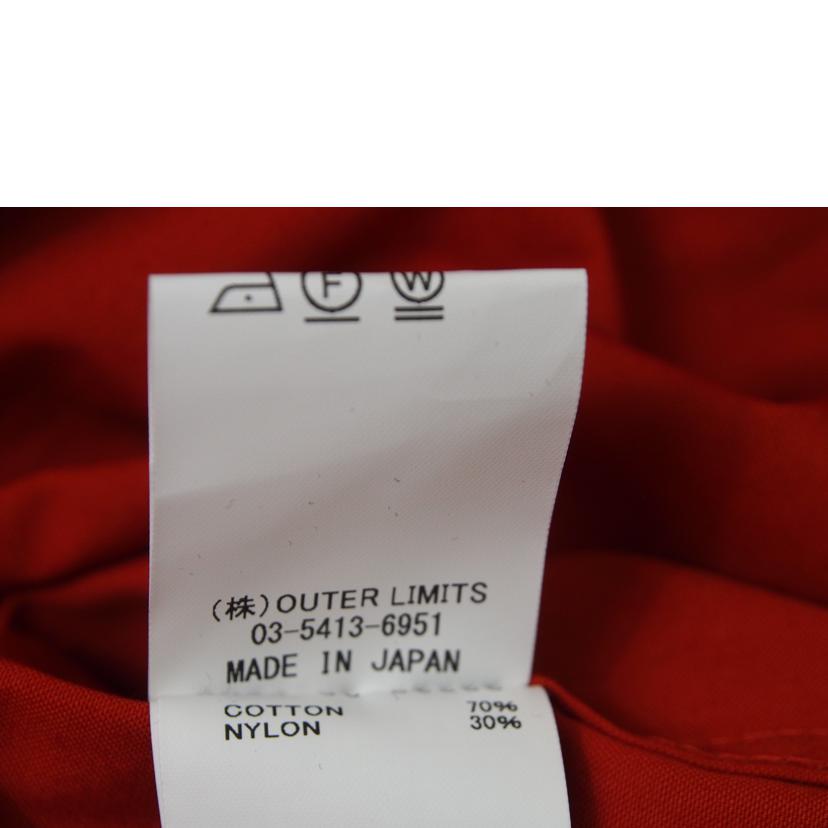 F W
(株)OUTER LIMITS
03-5413-6951
MADE IN JAPAN
COTTON 70%
NYLON 30%